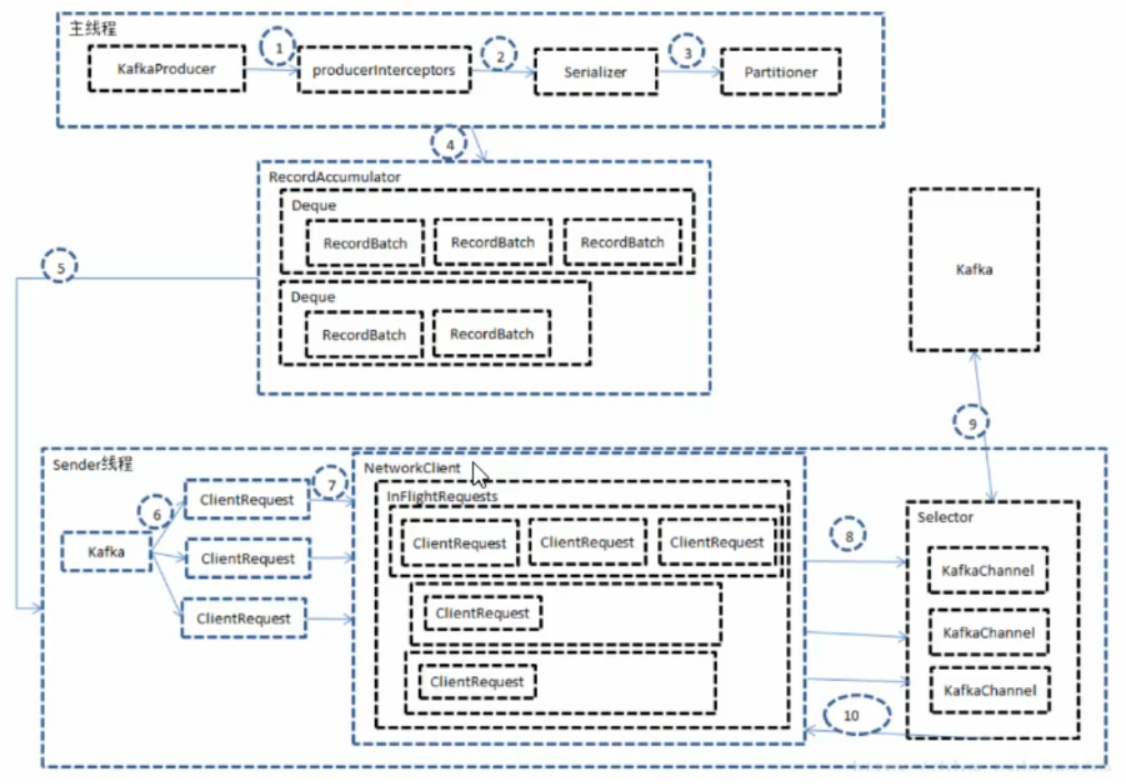 主线程
KafkaProducer
1
producerInterceptors
2
Serializer
3
Partitioner
4
RecordAccumulator
Deque
RecordBatch
RecordBatch
RecordBatch
Deque
RecordBatch
RecordBatch
5
Kafka
9
Sender线程
Kafka
6
ClientRequest
ClientRequest
ClientRequest
7
NetworkClient
InFlightRequests
ClientRequest
ClientRequest
ClientRequest
ClientRequest
ClientRequest
8
Selector
KafkaChannel
KafkaChannel
KafkaChannel
10